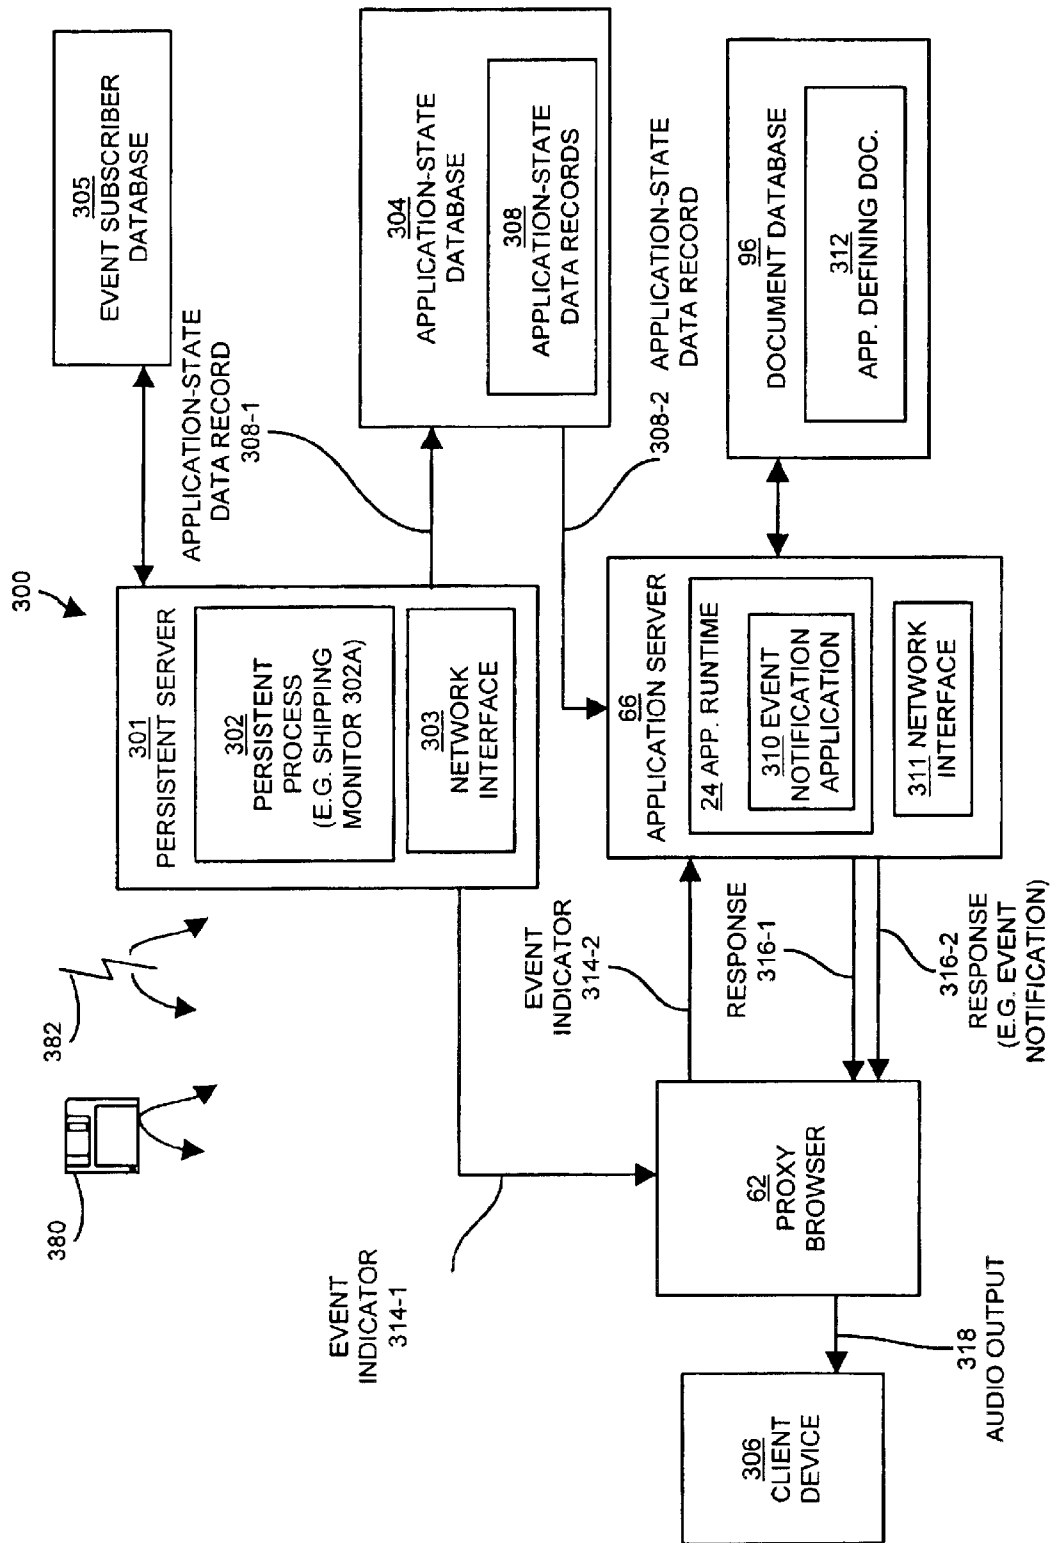 300
305
EVENT SUBSCRIBER
DATABASE
301
PERSISTENT SERVER
302
PERSISTENT
PROCESS
(E.G. SHIPPING
MONITOR 302A)
303
NETWORK
INTERFACE
APPLICATION-STATE
DATA RECORD
308-1
304
APPLICATION-STATE
DATABASE
308
APPLICATION-STATE
DATA RECORDS
308-2
APPLICATION-STATE
DATA RECORD
382
380
EVENT
INDICATOR
314-1
EVENT
INDICATOR
314-2
RESPONSE
316-1
316-2
RESPONSE
(E.G. EVENT
NOTIFICATION)
66
APPLICATION SERVER
24 APP. RUNTIME
310 EVENT
NOTIFICATION
APPLICATION
311 NETWORK
INTERFACE
96
DOCUMENT DATABASE
312
APP. DEFINING DOC.
62
PROXY
BROWSER
306
CLIENT
DEVICE
318
AUDIO OUTPUT